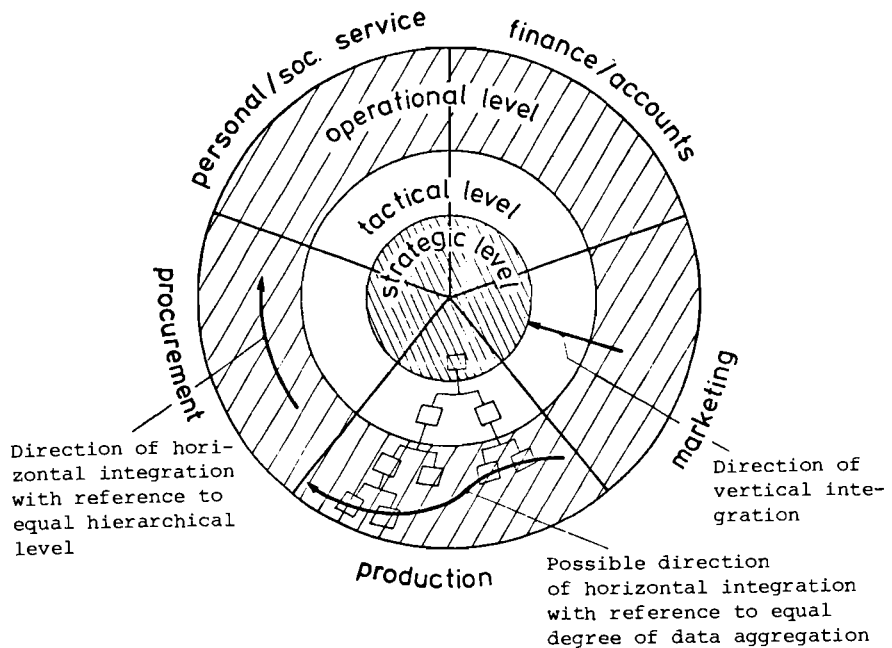 personal/soc. service
finance/accounts
operational level
tactical level
strategic level
procurement
marketing
production
Direction of hori-
zontal integration
with reference to
equal hierarchical
level
Direction of
vertical inte-
gration
Possible direction
of horizontal integration
with reference to equal
degree of data aggregation